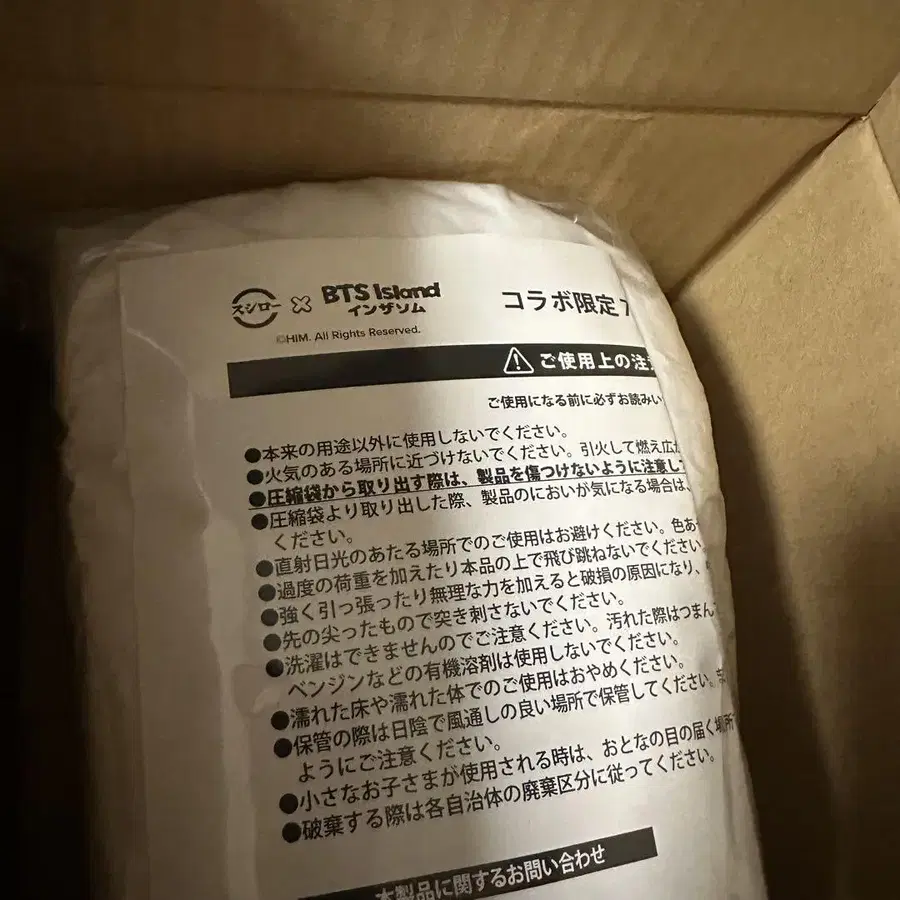 スシロー × BTS Island インザソム
コラボ限定
©HIM. All Rights Reserved.
ご使用上の注
ご使用になる前に必ずお読みい
●本来の用途以外に使用しないでください。
●火気のある場所に近づけないでください。引火して燃え広
●圧縮袋から取り出す際は、製品を傷つけないように注意し
●圧縮袋より取り出した際、製品のにおいが気になる場合は、
ください。
●直射日光のあたる場所でのご使用はお避けください。色あ
●過度の荷重を加えたり本品の上で飛び跳ねないでください
●強く引っ張ったり無理な力を加えると破損の原因になり、
●先の尖ったもので突き刺さないでください。
●洗濯はできませんのでご注意ください。汚れた際はつまん
ベンジンなどの有機溶剤は使用しないでください。
●濡れた床や濡れた体でのご使用はおやめください。
●保管の際は日陰で風通しの良い場所で保管してください。
ようにご注意ください。
●小さなお子さまが使用される時は、おとなの目の届く場所
●破棄する際は各自治体の廃棄区分に従ってください。
本製品に関するお問い合わせ